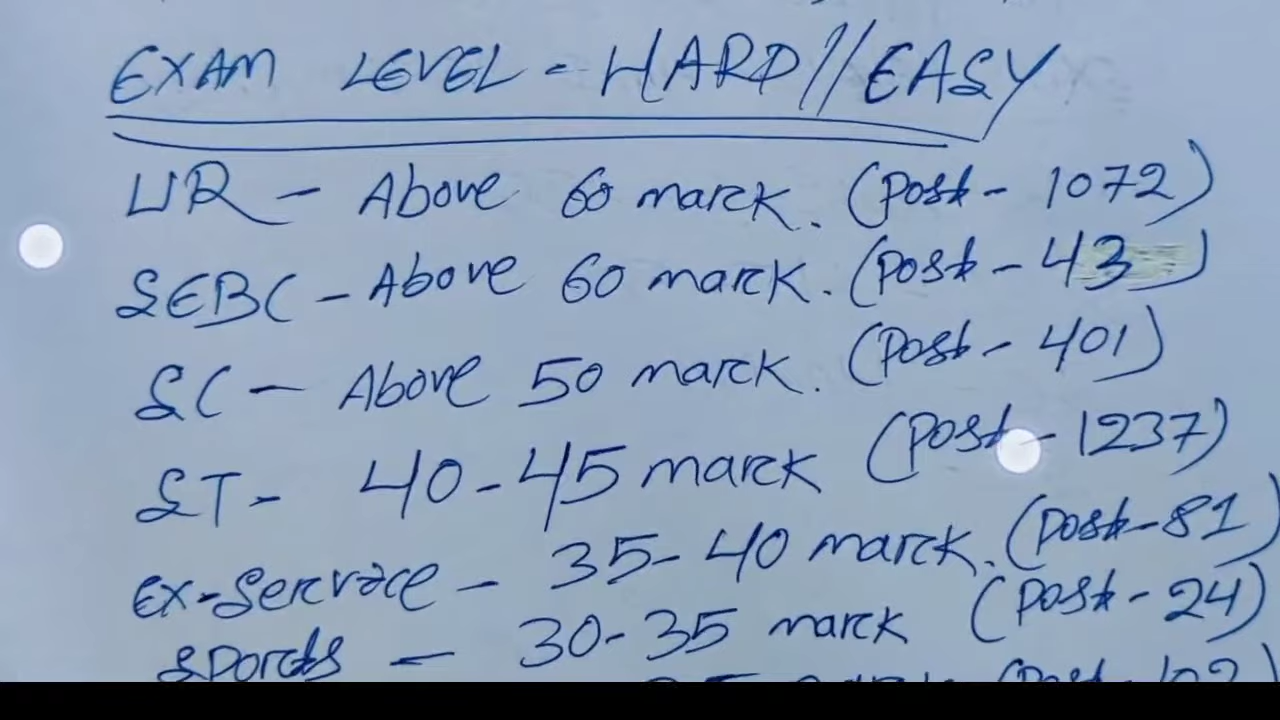 EXAM LEVEL - HARD//EASY
UR - Above 60 marck. (Post - 1072)
SEBC - Above 60 marck. (Post - 43)
SC - Above 50 marck. (Post - 401)
ST - 40-45 marck (Post - 1237)
Ex-Sercvice - 35-40 marck. (Post-81)
Sports - 30-35 marck (Post - 24)